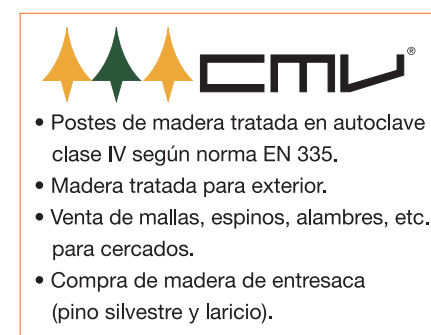 CMV®
• Postes de madera tratada en autoclave
clase IV según norma EN 335.
• Madera tratada para exterior.
• Venta de mallas, espinos, alambres, etc.
para cercados.
• Compra de madera de entresaca
(pino silvestre y laricio).